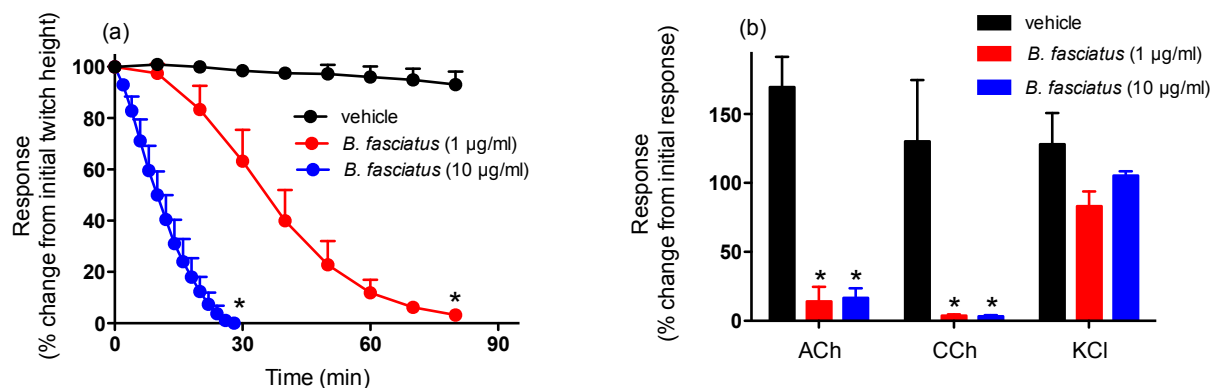 (a)
Response
(% change from initial twitch height)
100
80
60
40
20
0
vehicle
B. fasciatus (1 µg/ml)
B. fasciatus (10 µg/ml)
*
*
0
30
60
90
Time (min)
(b)
vehicle
B. fasciatus (1 µg/ml)
B. fasciatus (10 µg/ml)
Response
(% change from initial response)
150
100
50
0
* *
* *
ACh
CCh
KCl